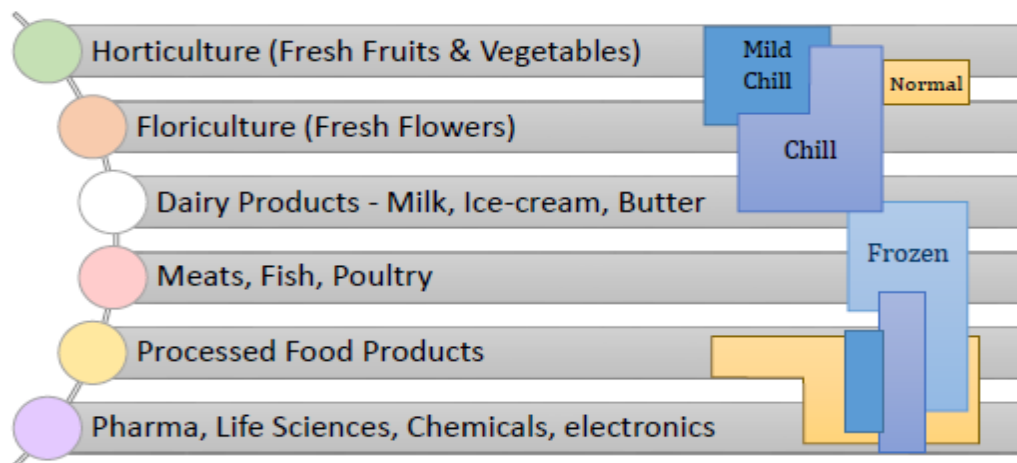 Horticulture (Fresh Fruits & Vegetables)
Mild
Chill
Normal
Floriculture (Fresh Flowers)
Chill
Dairy Products - Milk, Ice-cream, Butter
Frozen
Meats, Fish, Poultry
Processed Food Products
Pharma, Life Sciences, Chemicals, electronics